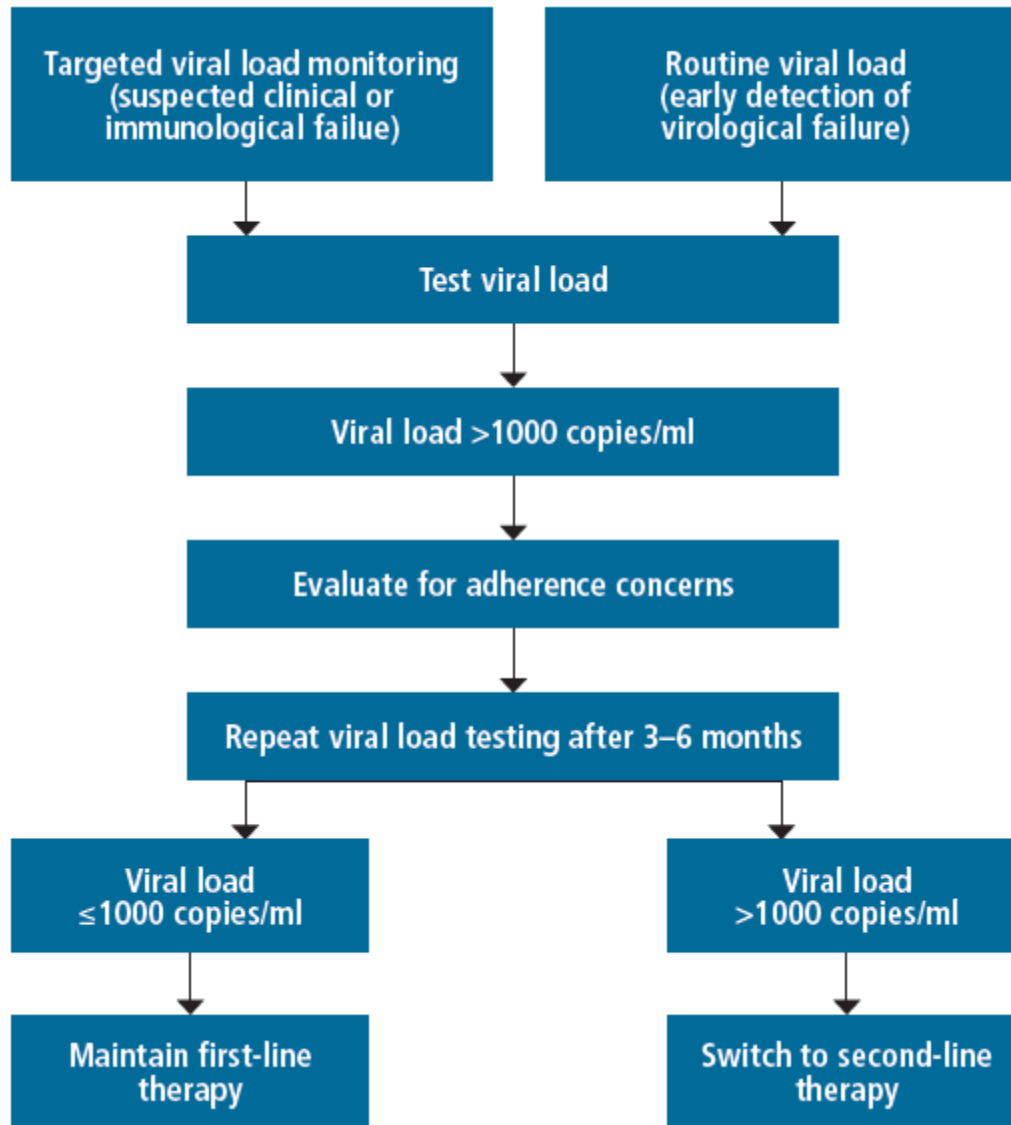 Targeted viral load monitoring
(suspected clinical or
immunological failue)
Routine viral load
(early detection of
virological failure)
Test viral load
Viral load >1000 copies/ml
Evaluate for adherence concerns
Repeat viral load testing after 3–6 months
Viral load
≤1000 copies/ml
Viral load
>1000 copies/ml
Maintain first-line
therapy
Switch to second-line
therapy